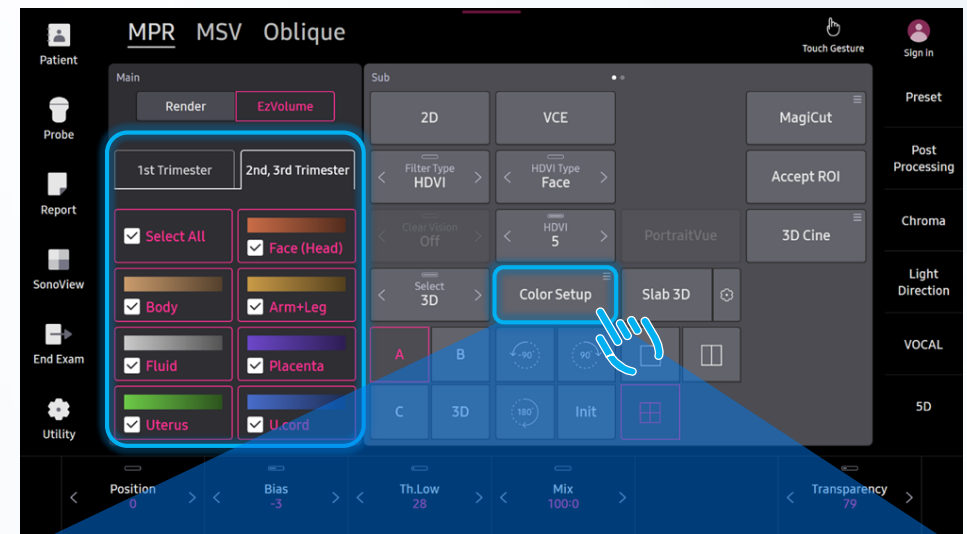 MPR MSV Oblique
Touch Gesture
Sign in
Patient
Probe
Report
SonoView
End Exam
Utility
Main
Render EzVolume
1st Trimester 2nd, 3rd Trimester
Select All Face (Head)
Body Arm+Leg
Fluid Placenta
Uterus U.cord
Sub
2D VCE MagiCut
Filter Type
HDVI
HDVI Type
Face
Accept ROI
Clear Vision
Off
HDVI
5
PortraitVue 3D Cine
Select
3D
Color Setup Slab 3D
A B -90° 90°
C 3D 180° Init
Preset
Post
Processing
Chroma
Light
Direction
VOCAL
5D
Position
0
Bias
-3
Th.Low
28
Mix
100:0
Transparency
79